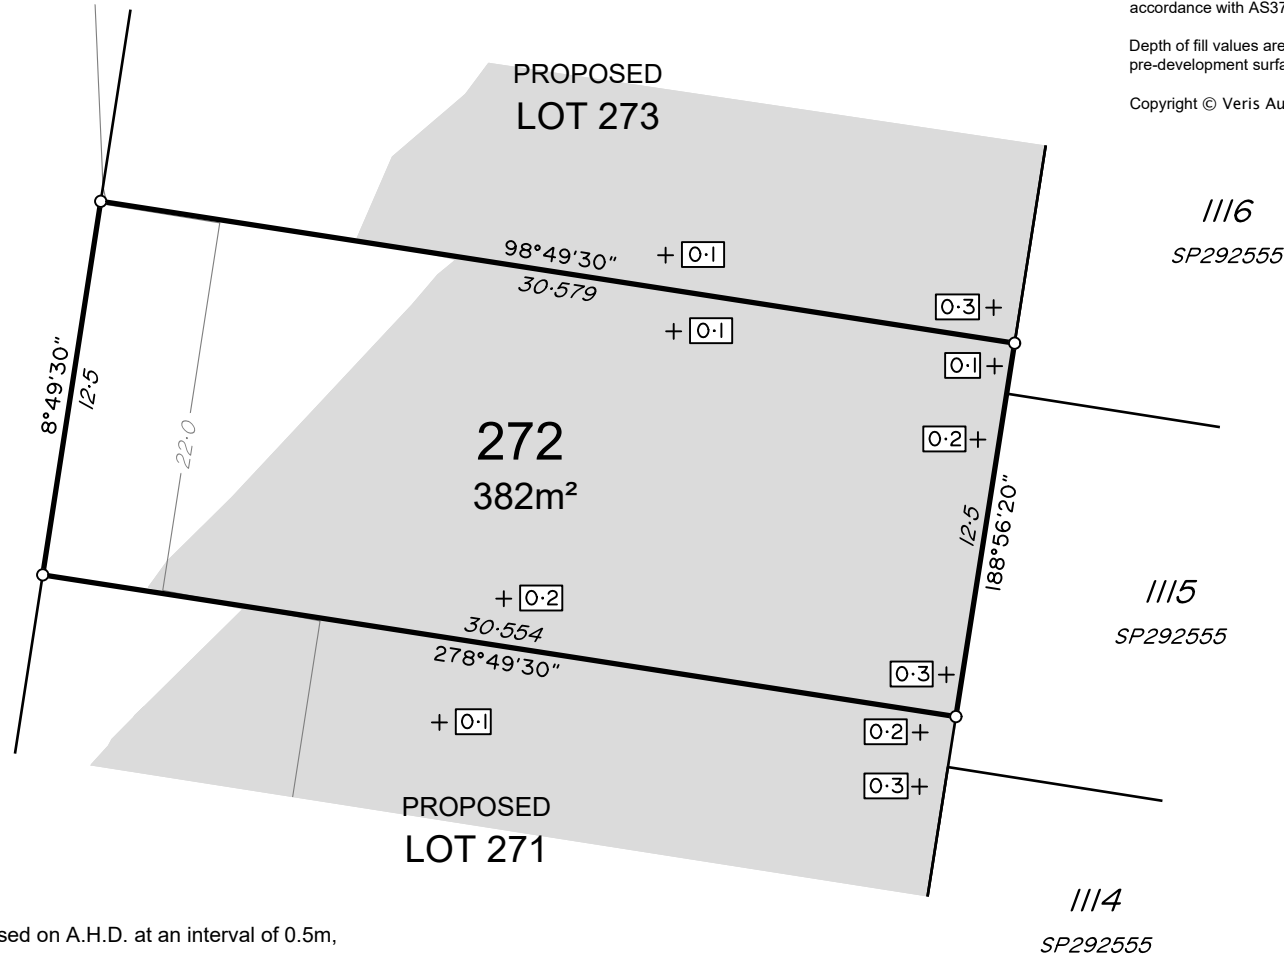 accordance with AS37
Depth of fill values are
pre-development surfa
Copyright © Veris Au
PROPOSED
LOT 273
1116
SP292555
98°49'30"
30·579
0·1
0·3
0·1
0·1
8°49'30"
12·5
22·0
272
382m²
0·2
12·5
188°56'20"
1115
SP292555
0·2
30·554
278°49'30"
0·3
0·1
0·2
0·3
PROPOSED
LOT 271
1114
SP292555
sed on A.H.D. at an interval of 0.5m,